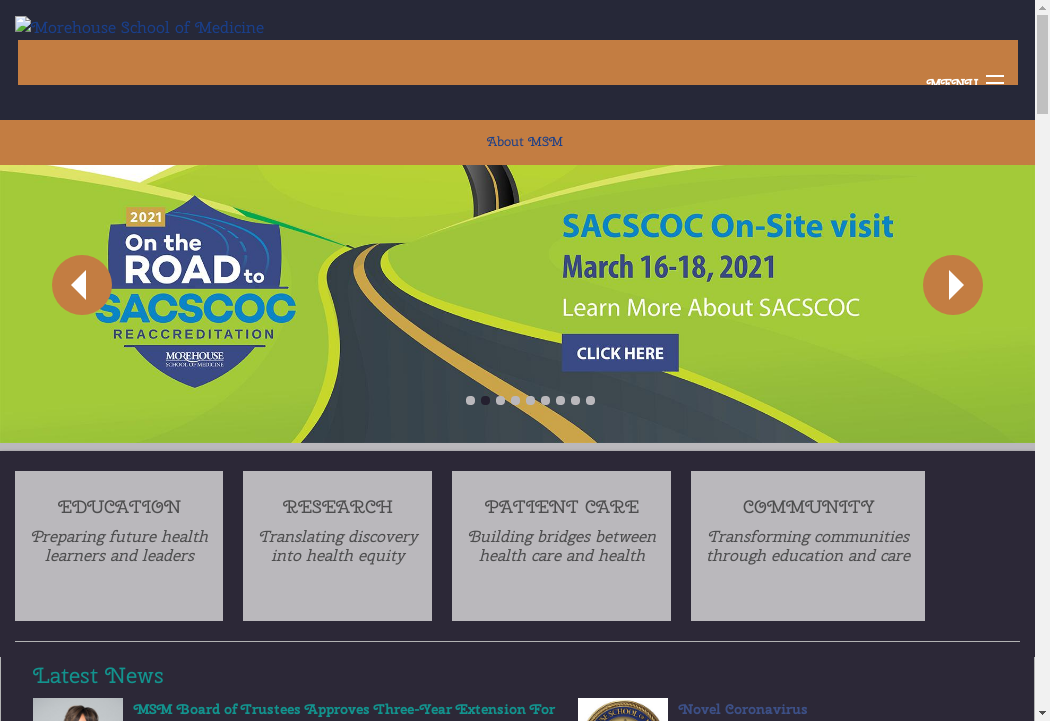 Morehouse School of Medicine
MENU
About MSM
2021
On the
ROAD to
SACSCOC
REACCREDITATION
MOREHOUSE
SCHOOL OF MEDICINE
SACSCOC On-Site visit
March 16-18, 2021
Learn More About SACSCOC
CLICK HERE
EDUCATION
Preparing future health
learners and leaders
RESEARCH
Translating discovery
into health equity
PATIENT CARE
Building bridges between
health care and health
COMMUNITY
Transforming communities
through education and care
Latest News
MSM Board of Trustees Approves Three-Year Extension For
Novel Coronavirus